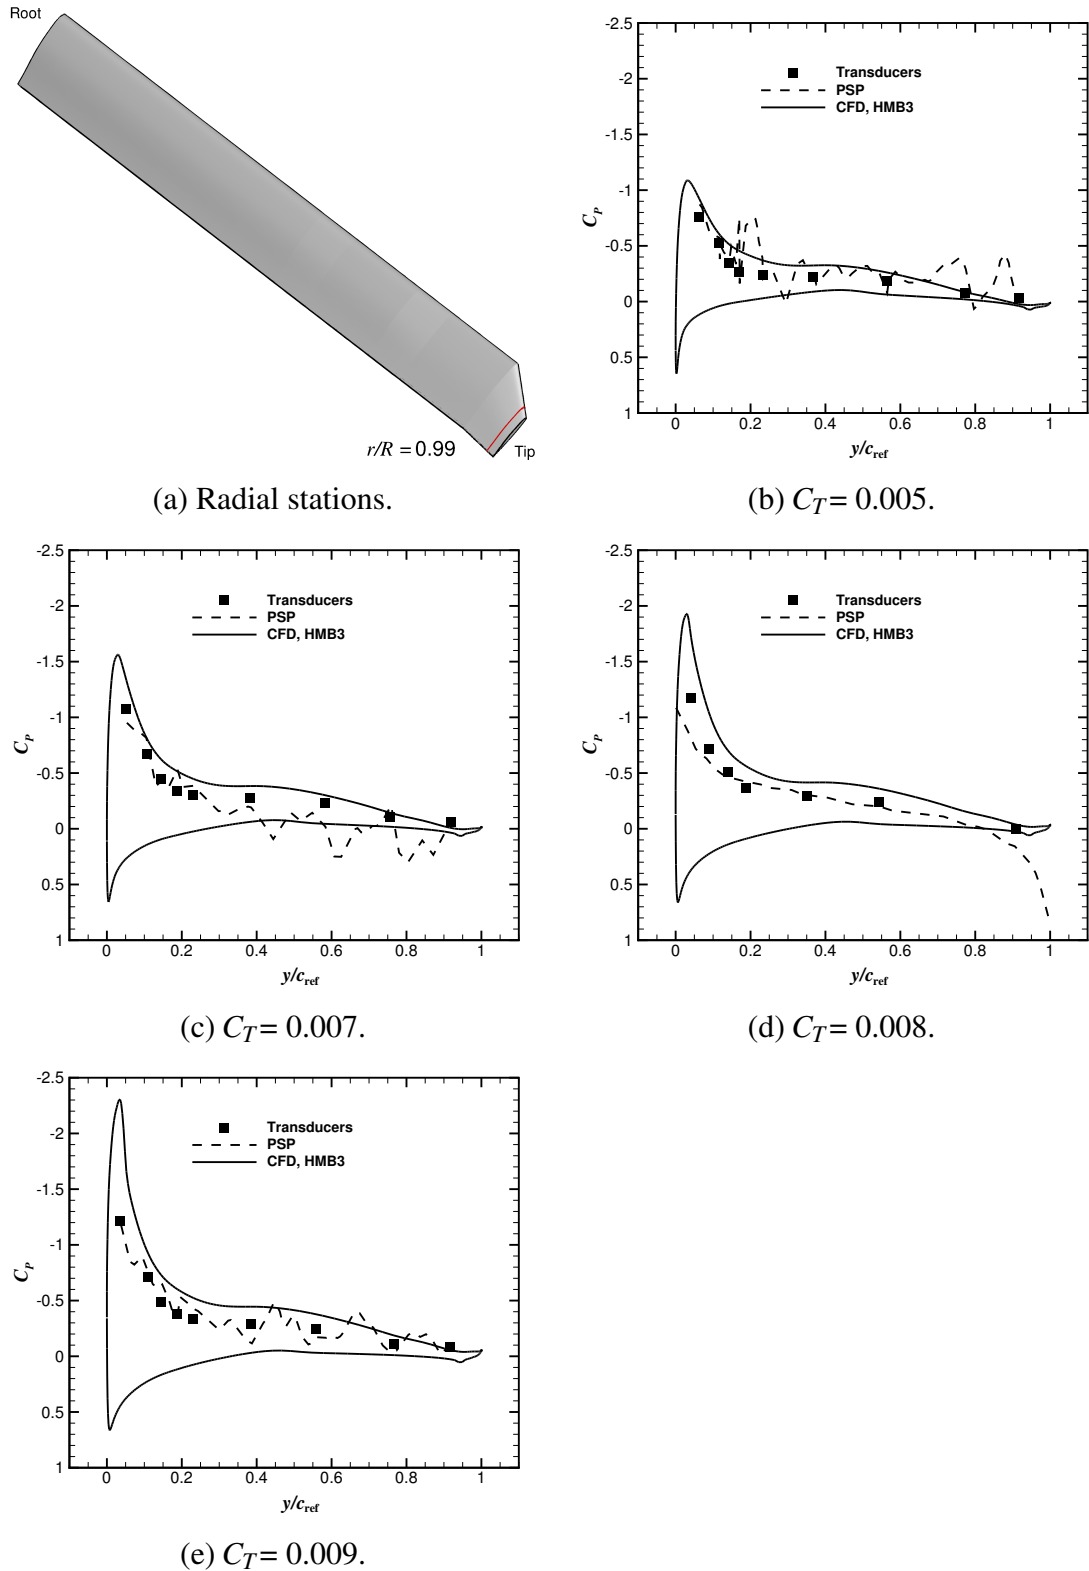 Root
r/R = 0.99
Tip
(a) Radial stations.
-2.5
-2
-1.5
-1
-0.5
0
0.5
1
C_P
Transducers
PSP
CFD, HMB3
0
0.2
0.4
0.6
0.8
1
y/c_ref
(b) C_T = 0.005.
-2.5
-2
-1.5
-1
-0.5
0
0.5
1
C_P
Transducers
PSP
CFD, HMB3
0
0.2
0.4
0.6
0.8
1
y/c_ref
(c) C_T = 0.007.
-2.5
-2
-1.5
-1
-0.5
0
0.5
1
C_P
Transducers
PSP
CFD, HMB3
0
0.2
0.4
0.6
0.8
1
y/c_ref
(d) C_T = 0.008.
-2.5
-2
-1.5
-1
-0.5
0
0.5
1
C_P
Transducers
PSP
CFD, HMB3
0
0.2
0.4
0.6
0.8
1
y/c_ref
(e) C_T = 0.009.